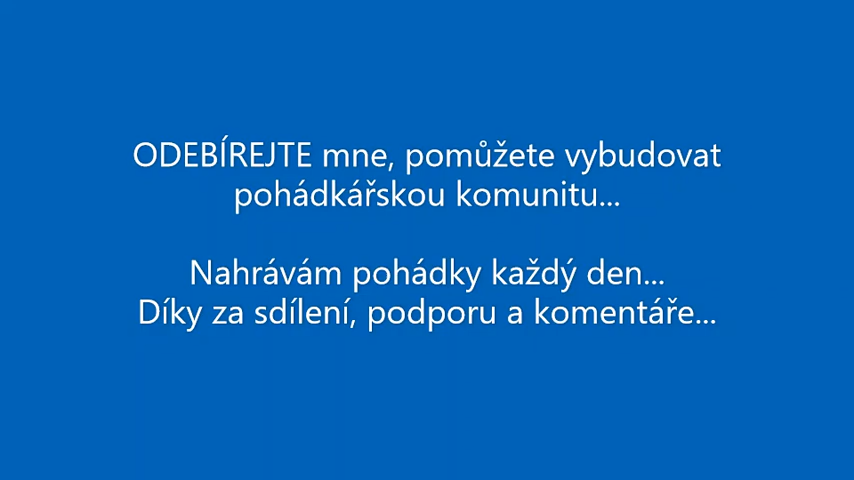 ODEBÍREJTE mne, pomůžete vybudovat
pohádkářskou komunitu...
Nahrávám pohádky každý den...
Díky za sdílení, podporu a komentáře...